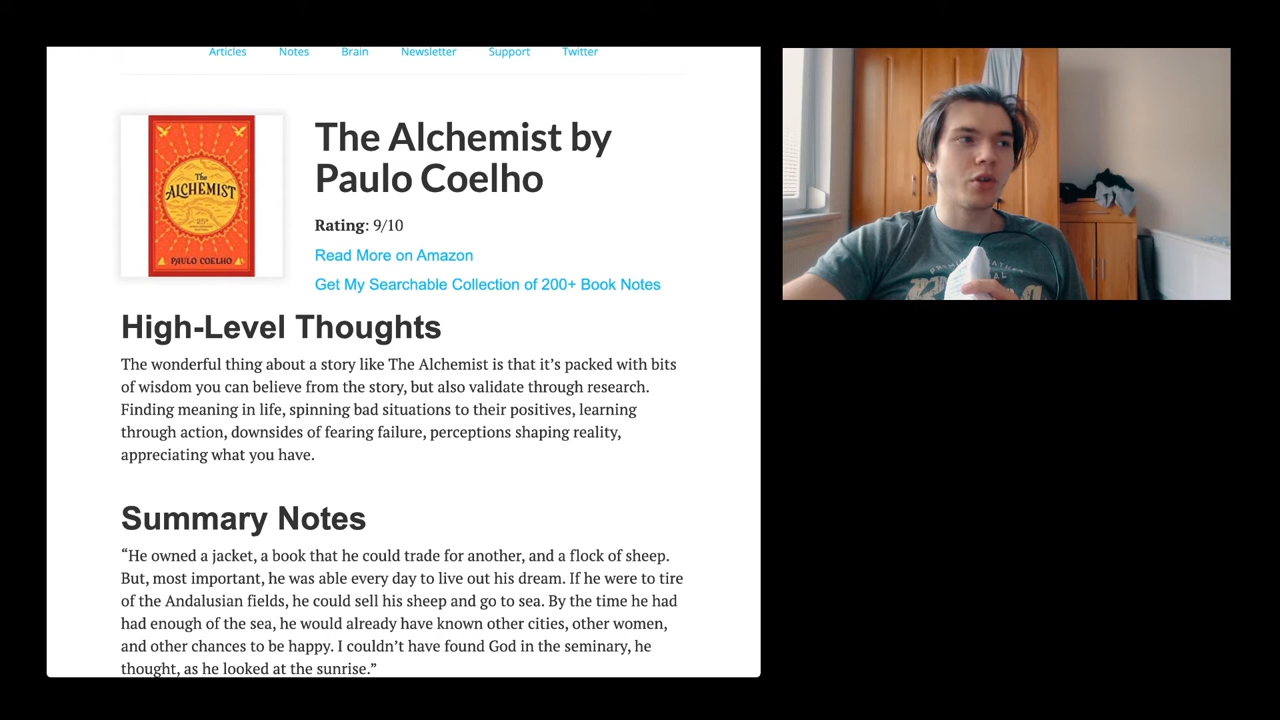 Articles Notes Brain Newsletter Support Twitter
The
ALCHEMIST
25
PAULO COELHO
The Alchemist by
Paulo Coelho
Rating: 9/10
Read More on Amazon
Get My Searchable Collection of 200+ Book Notes
High-Level Thoughts
The wonderful thing about a story like The Alchemist is that it’s packed with bits
of wisdom you can believe from the story, but also validate through research.
Finding meaning in life, spinning bad situations to their positives, learning
through action, downsides of fearing failure, perceptions shaping reality,
appreciating what you have.
Summary Notes
“He owned a jacket, a book that he could trade for another, and a flock of sheep.
But, most important, he was able every day to live out his dream. If he were to tire
of the Andalusian fields, he could sell his sheep and go to sea. By the time he had
had enough of the sea, he would already have known other cities, other women,
and other chances to be happy. I couldn’t have found God in the seminary, he
thought, as he looked at the sunrise.”